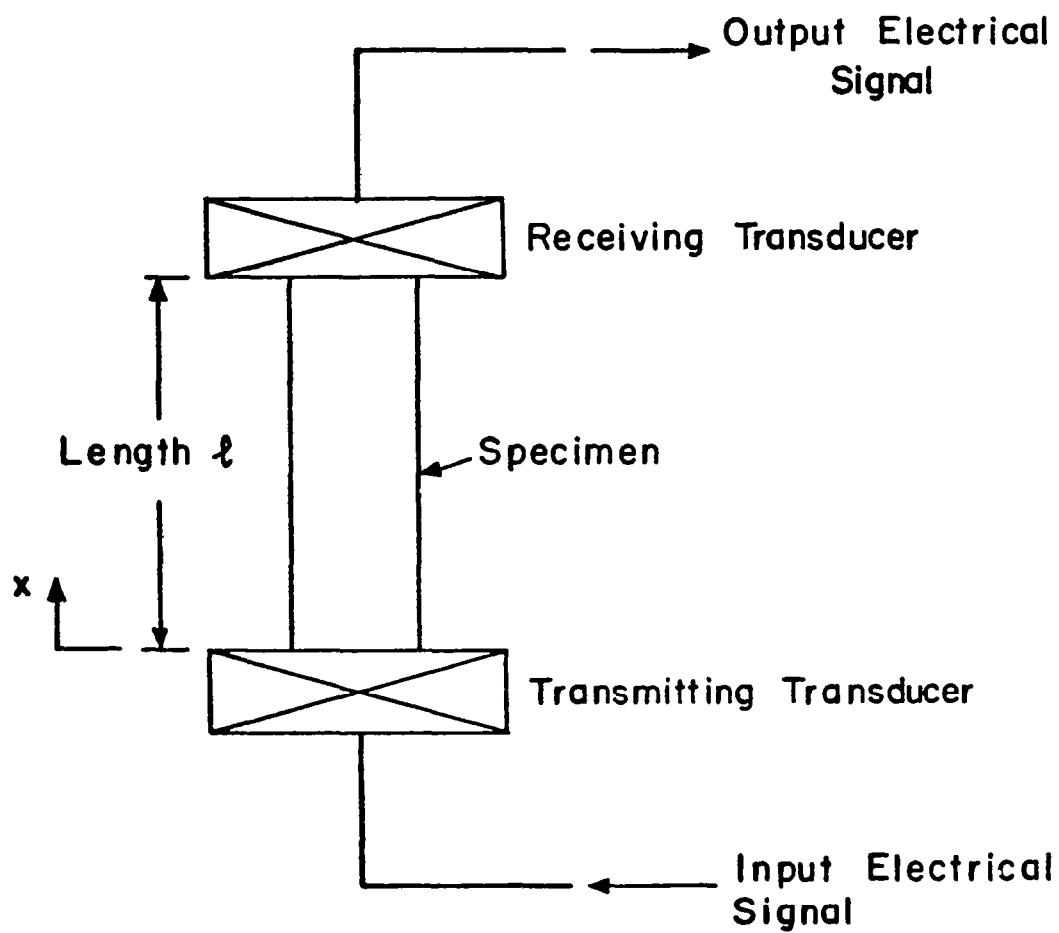 Output Electrical
Signal
Receiving Transducer
Length ℓ
Specimen
x
Transmitting Transducer
Input Electrical
Signal